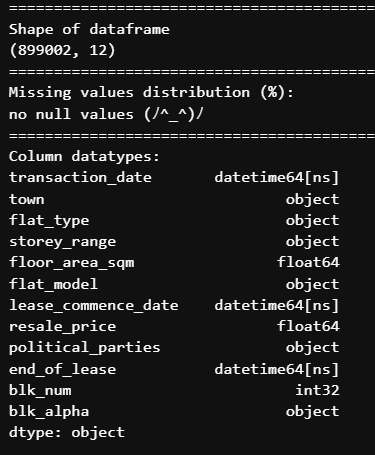 =========================================
Shape of dataframe
(899002, 12)
=========================================
Missing values distribution (%):
no null values (/^_^)/
=========================================
Column datatypes:
transaction_date       datetime64[ns]
town                           object
flat_type                      object
storey_range                   object
floor_area_sqm                float64
flat_model                     object
lease_commence_date    datetime64[ns]
resale_price                  float64
political_parties              object
end_of_lease           datetime64[ns]
blk_num                         int32
blk_alpha                      object
dtype: object